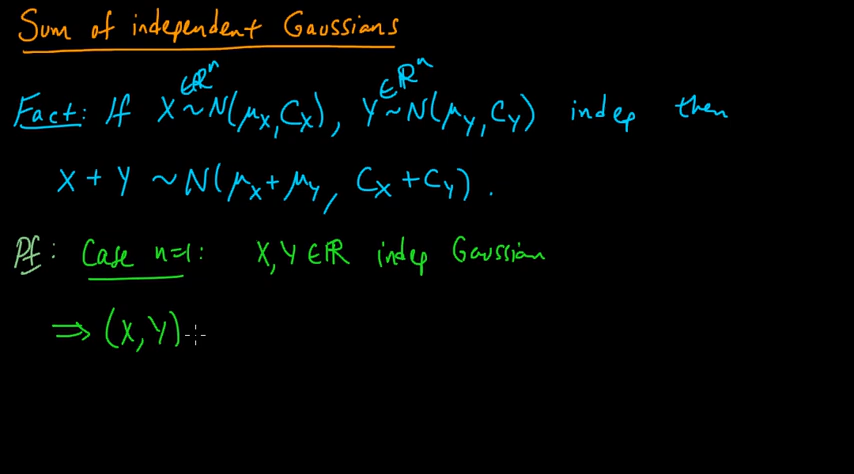 Sum of independent Gaussians
Fact: If X ∈ ℝⁿ ~ N(μ_X, C_X), Y ∈ ℝⁿ ~ N(μ_Y, C_Y) indep then
X + Y ~ N(μ_X + μ_Y, C_X + C_Y).
Pf: Case n=1: X, Y ∈ ℝ indep Gaussian
⇒ (X, Y)